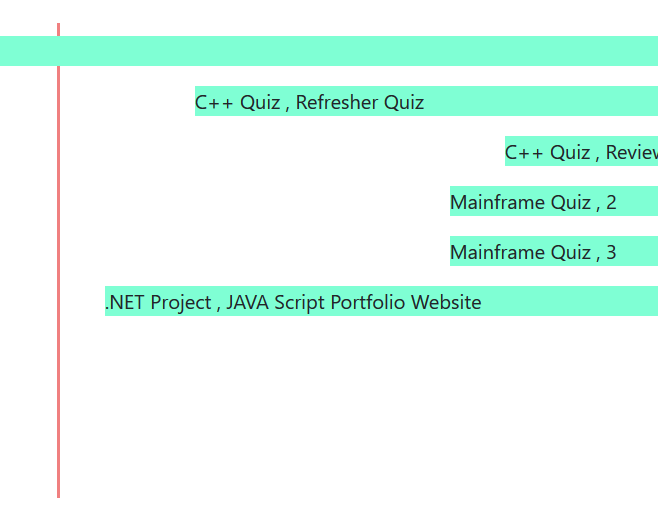 C++ Quiz , Refresher Quiz
C++ Quiz , Review
Mainframe Quiz , 2
Mainframe Quiz , 3
.NET Project , JAVA Script Portfolio Website